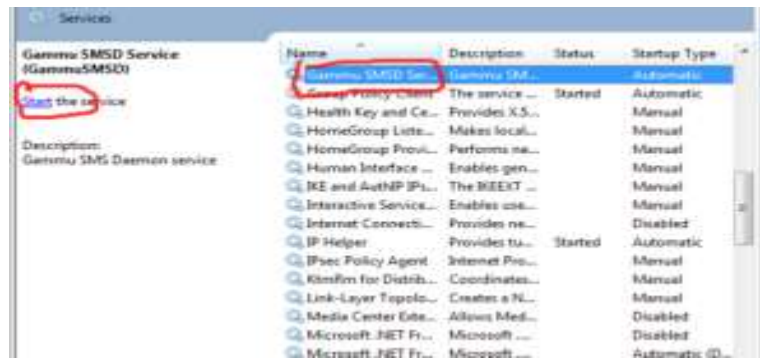 Services
Gammu SMSD Service
(GammuSMSD)
Start the service
Description:
Gammu SMS Daemon service
Name Description Status Startup Type
Gammu SMSD Ser... Gammu SM... Automatic
Group Policy Client The service ... Started Automatic
Health Key and Ce... Provides X.5... Manual
HomeGroup Liste... Makes local... Manual
HomeGroup Provi... Performs ne... Manual
Human Interface ... Enables gen... Manual
IKE and AuthIP IPs... The IKEEXT ... Manual
Interactive Service... Enables use... Manual
Internet Connecti... Provides ne... Disabled
IP Helper Provides tu... Started Automatic
IPsec Policy Agent Internet Pro... Manual
KtmRm for Distrib... Coordinates... Manual
Link-Layer Topolo... Creates a N... Manual
Media Center Exte... Allows Med... Disabled
Microsoft .NET Fr... Microsoft .... Disabled
Microsoft .NET Fr... Microsoft .... Automatic (D...